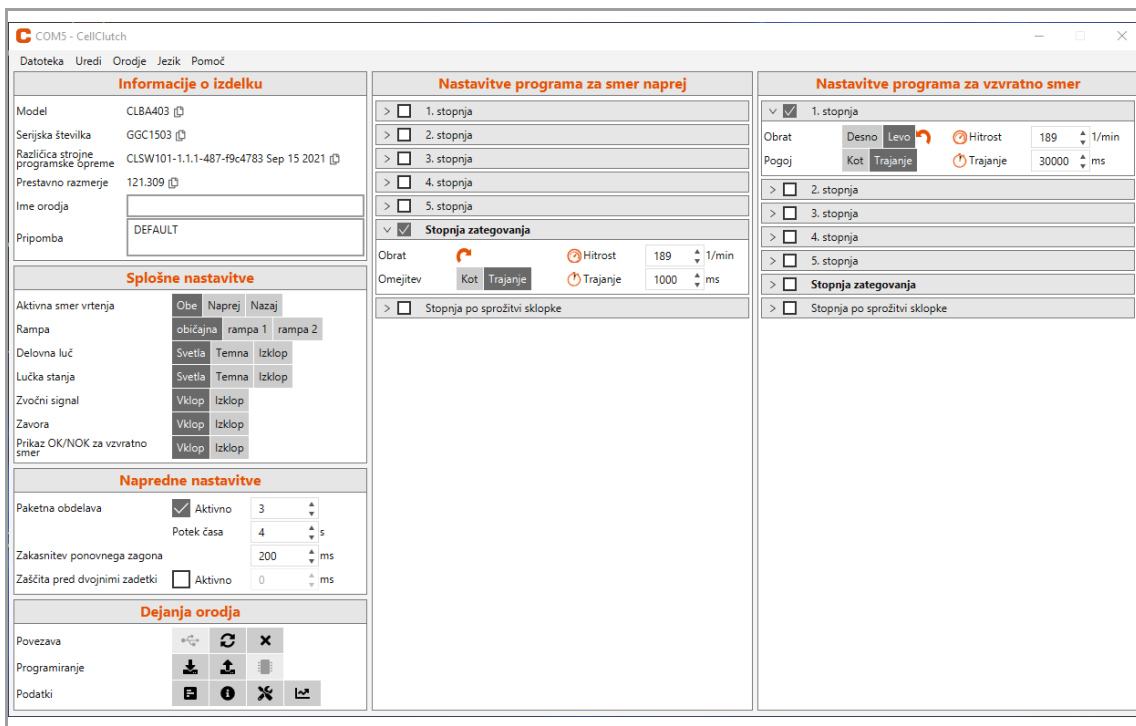 COM5 - CellClutch
Datoteka Uredi Orodje Jezik Pomoč
Informacije o izdelku
Model CLBA403
Serijska številka GGC1503
Različica strojne programske opreme CLSW101-1.1.1-487-f9c4783 Sep 15 2021
Prestavno razmerje 121.309
Ime orodja
Pripomba DEFAULT
Splošne nastavitve
Aktivna smer vrtenja Obe Naprej Nazaj
Rampa običajna rampa 1 rampa 2
Delovna luč Svetla Temna Izklop
Lučka stanja Svetla Temna Izklop
Zvočni signal Vklop Izklop
Zavora Vklop Izklop
Prikaz OK/NOK za vzvratno smer Vklop Izklop
Napredne nastavitve
Paketna obdelava Aktivno 3
Potek časa 4 s
Zakasnitev ponovnega zagona 200 ms
Zaščita pred dvojnimi zadetki Aktivno 0 ms
Dejanja orodja
Povezava
Programiranje
Podatki
Nastavitve programa za smer naprej
1. stopnja
2. stopnja
3. stopnja
4. stopnja
5. stopnja
Stopnja zategovanja
Obrat Hitrost 189 1/min
Omejitev Kot Trajanje Trajanje 1000 ms
Stopnja po sprožitvi sklopke
Nastavitve programa za vzvratno smer
1. stopnja
Obrat Desno Levo Hitrost 189 1/min
Pogoj Kot Trajanje Trajanje 30000 ms
2. stopnja
3. stopnja
4. stopnja
5. stopnja
Stopnja zategovanja
Stopnja po sprožitvi sklopke